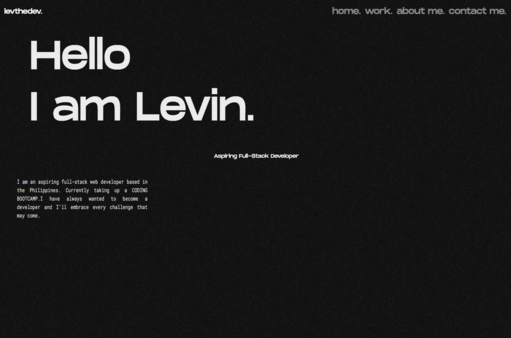 levthedev.
home. work. about me. contact me.
Hello
I am Levin.
Aspiring Full-Stack Developer
I am an aspiring full-stack web developer based in
the Philippines. Currently taking up a CODING
BOOTCAMP.I have always wanted to become a
developer and I'll embrace every challenge that
may come.